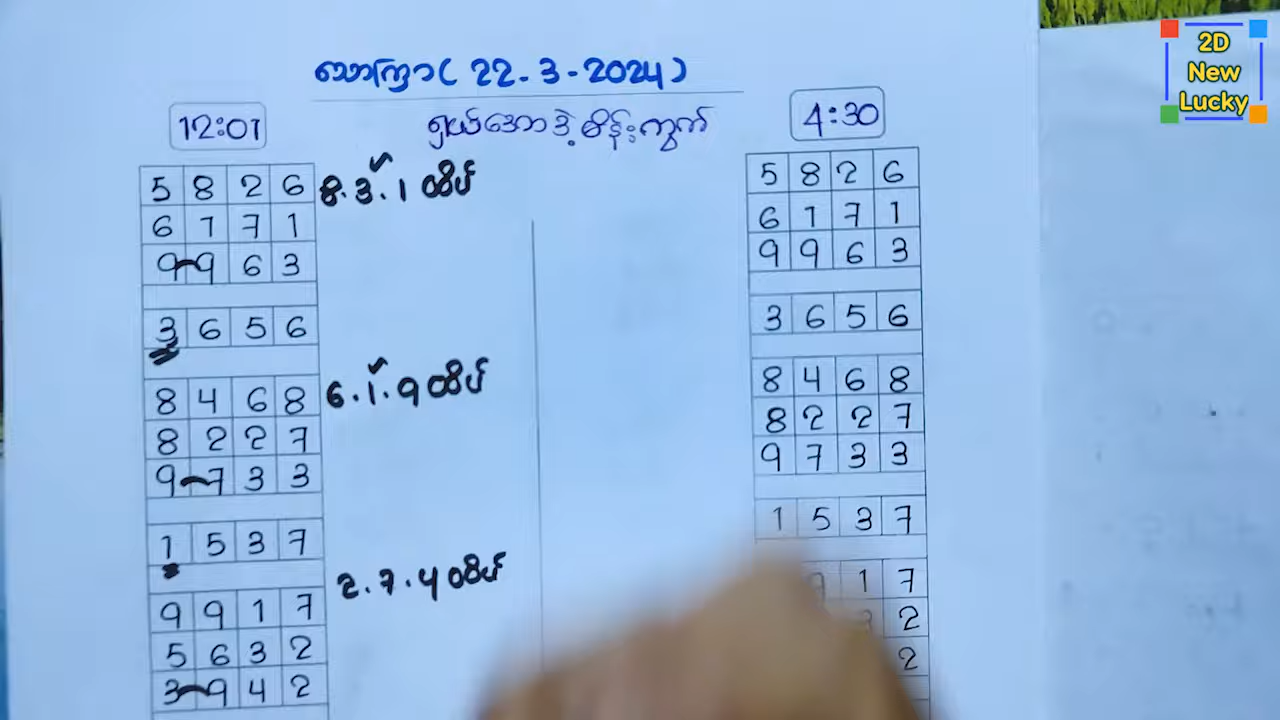 သောကြာ ( 22 . 3 - 2024 )
ရှယ်အောဒဲ့ မိန်းကွက်
12:01
5 8 2 6
6 1 7 1
9 9 6 3
3 6 5 6
8 4 6 8
8 2 2 7
9 7 3 3
1 5 3 7
9 9 1 7
5 6 3 2
3 9 4 2
8 . 3 . 1 ထိပ်
6 . 1 . 9 ထိပ်
2 . 7 . 4 ထိပ်
4:30
5 8 2 6
6 1 7 1
9 9 6 3
3 6 5 6
8 4 6 8
8 2 2 7
9 7 3 3
1 5 3 7
1 7
2
2
2D
New
Lucky